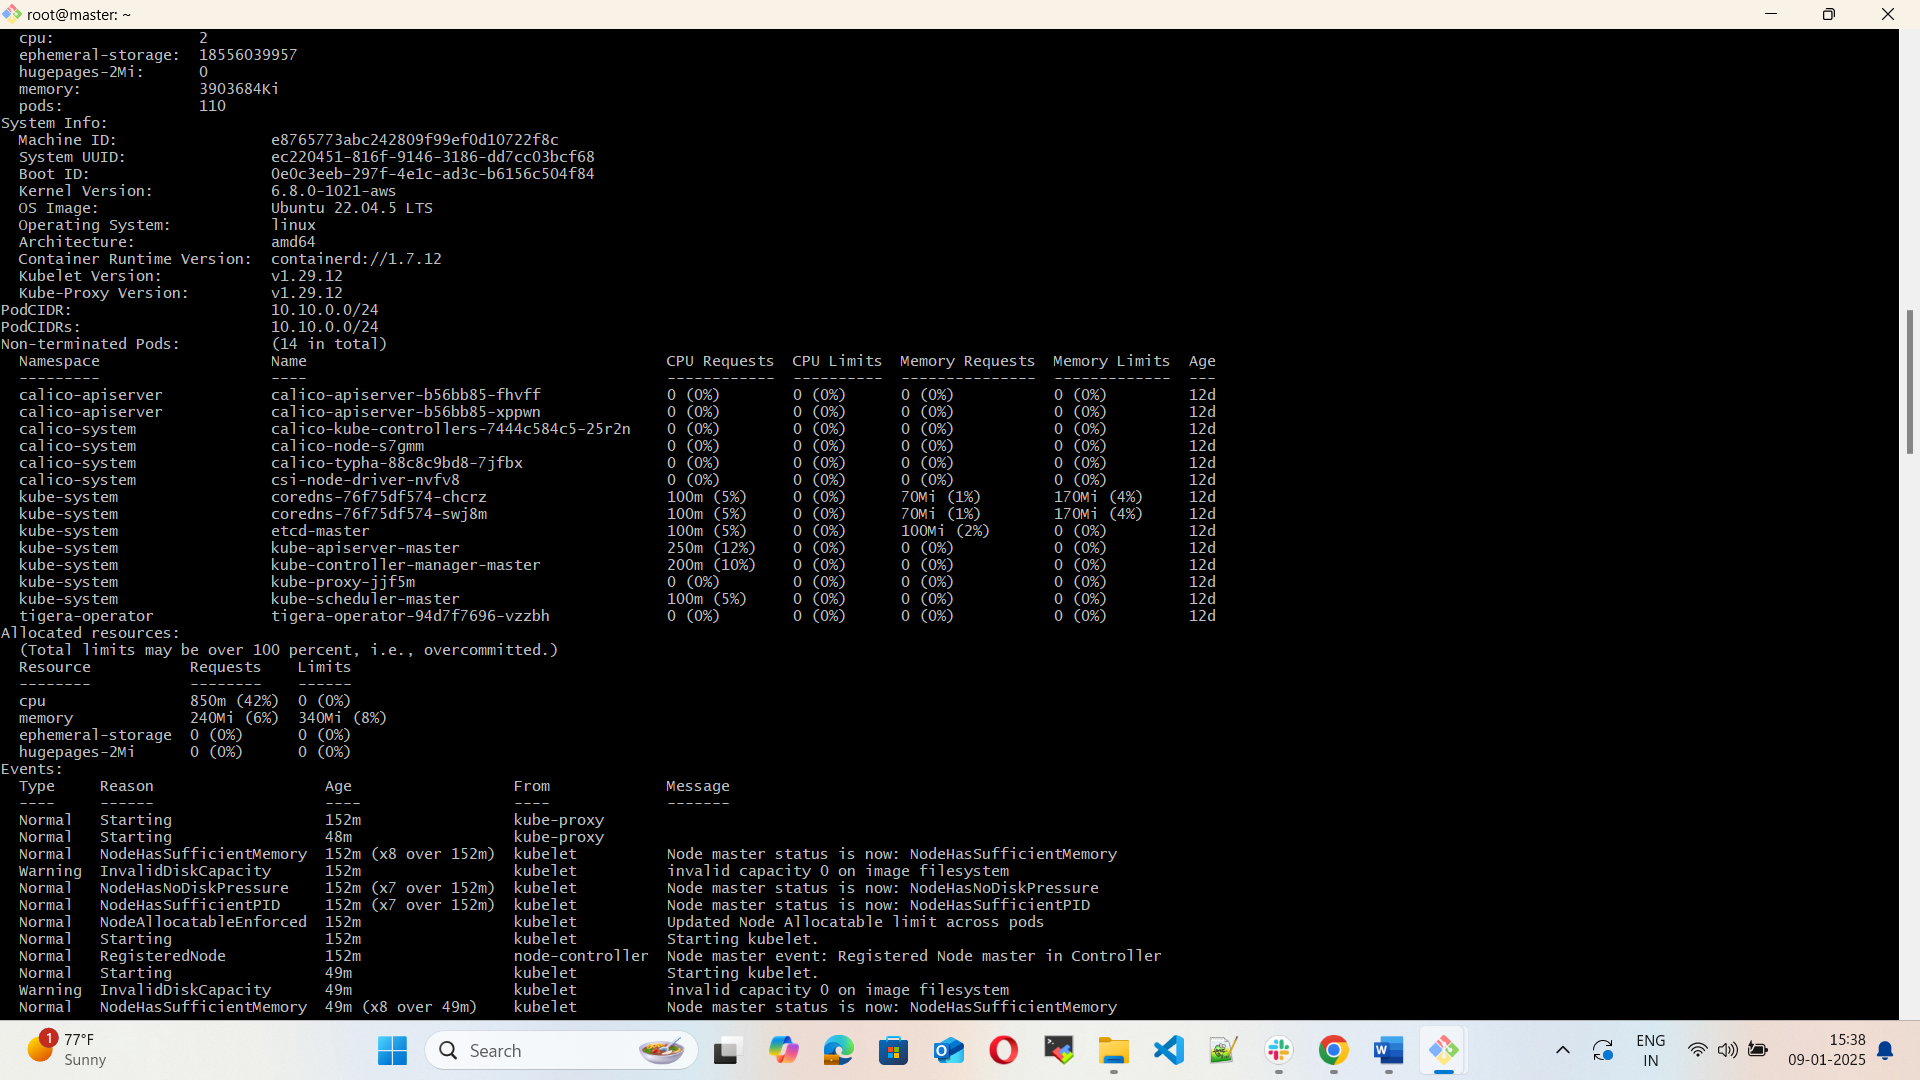 root@master: ~
  cpu:                2
  ephemeral-storage:  18556039957
  hugepages-2Mi:      0
  memory:             3903684Ki
  pods:               110
System Info:
  Machine ID:                 e8765773abc242809f99ef0d10722f8c
  System UUID:                ec220451-816f-9146-3186-dd7cc03bcf68
  Boot ID:                    0e0c3eeb-297f-4e1c-ad3c-b6156c504f84
  Kernel Version:             6.8.0-1021-aws
  OS Image:                   Ubuntu 22.04.5 LTS
  Operating System:           linux
  Architecture:               amd64
  Container Runtime Version:  containerd://1.7.12
  Kubelet Version:            v1.29.12
  Kube-Proxy Version:         v1.29.12
PodCIDR:                      10.10.0.0/24
PodCIDRs:                     10.10.0.0/24
Non-terminated Pods:          (14 in total)
  Namespace                   Name                                        CPU Requests  CPU Limits  Memory Requests  Memory Limits  Age
  ---------                   ----                                        ------------  ----------  ---------------  -------------  ---
  calico-apiserver            calico-apiserver-b56bb85-fhvff              0 (0%)        0 (0%)      0 (0%)           0 (0%)         12d
  calico-apiserver            calico-apiserver-b56bb85-xppwn              0 (0%)        0 (0%)      0 (0%)           0 (0%)         12d
  calico-system               calico-kube-controllers-7444c584c5-25r2n    0 (0%)        0 (0%)      0 (0%)           0 (0%)         12d
  calico-system               calico-node-s7gmm                           0 (0%)        0 (0%)      0 (0%)           0 (0%)         12d
  calico-system               calico-typha-88c8c9bd8-7jfbx                0 (0%)        0 (0%)      0 (0%)           0 (0%)         12d
  calico-system               csi-node-driver-nvfv8                       0 (0%)        0 (0%)      0 (0%)           0 (0%)         12d
  kube-system                 coredns-76f75df574-chcrz                    100m (5%)     0 (0%)      70Mi (1%)        170Mi (4%)     12d
  kube-system                 coredns-76f75df574-swj8m                    100m (5%)     0 (0%)      70Mi (1%)        170Mi (4%)     12d
  kube-system                 etcd-master                                 100m (5%)     0 (0%)      100Mi (2%)       0 (0%)         12d
  kube-system                 kube-apiserver-master                       250m (12%)    0 (0%)      0 (0%)           0 (0%)         12d
  kube-system                 kube-controller-manager-master              200m (10%)    0 (0%)      0 (0%)           0 (0%)         12d
  kube-system                 kube-proxy-jjf5m                            0 (0%)        0 (0%)      0 (0%)           0 (0%)         12d
  kube-system                 kube-scheduler-master                       100m (5%)     0 (0%)      0 (0%)           0 (0%)         12d
  tigera-operator             tigera-operator-94d7f7696-vzzbh             0 (0%)        0 (0%)      0 (0%)           0 (0%)         12d
Allocated resources:
  (Total limits may be over 100 percent, i.e., overcommitted.)
  Resource           Requests    Limits
  --------           --------    ------
  cpu                850m (42%)  0 (0%)
  memory             240Mi (6%)  340Mi (8%)
  ephemeral-storage  0 (0%)      0 (0%)
  hugepages-2Mi      0 (0%)      0 (0%)
Events:
  Type     Reason                   Age                  From             Message
  ----     ------                   ----                 ----             -------
  Normal   Starting                 152m                 kube-proxy
  Normal   Starting                 48m                  kube-proxy
  Normal   NodeHasSufficientMemory  152m (x8 over 152m)  kubelet          Node master status is now: NodeHasSufficientMemory
  Warning  InvalidDiskCapacity      152m                 kubelet          invalid capacity 0 on image filesystem
  Normal   NodeHasNoDiskPressure    152m (x7 over 152m)  kubelet          Node master status is now: NodeHasNoDiskPressure
  Normal   NodeHasSufficientPID     152m (x7 over 152m)  kubelet          Node master status is now: NodeHasSufficientPID
  Normal   NodeAllocatableEnforced  152m                 kubelet          Updated Node Allocatable limit across pods
  Normal   Starting                 152m                 kubelet          Starting kubelet.
  Normal   RegisteredNode           152m                 node-controller  Node master event: Registered Node master in Controller
  Normal   Starting                 49m                  kubelet          Starting kubelet.
  Warning  InvalidDiskCapacity      49m                  kubelet          invalid capacity 0 on image filesystem
  Normal   NodeHasSufficientMemory  49m (x8 over 49m)    kubelet          Node master status is now: NodeHasSufficientMemory
1
77°F
Sunny
Search
ENG
IN
15:38
09-01-2025